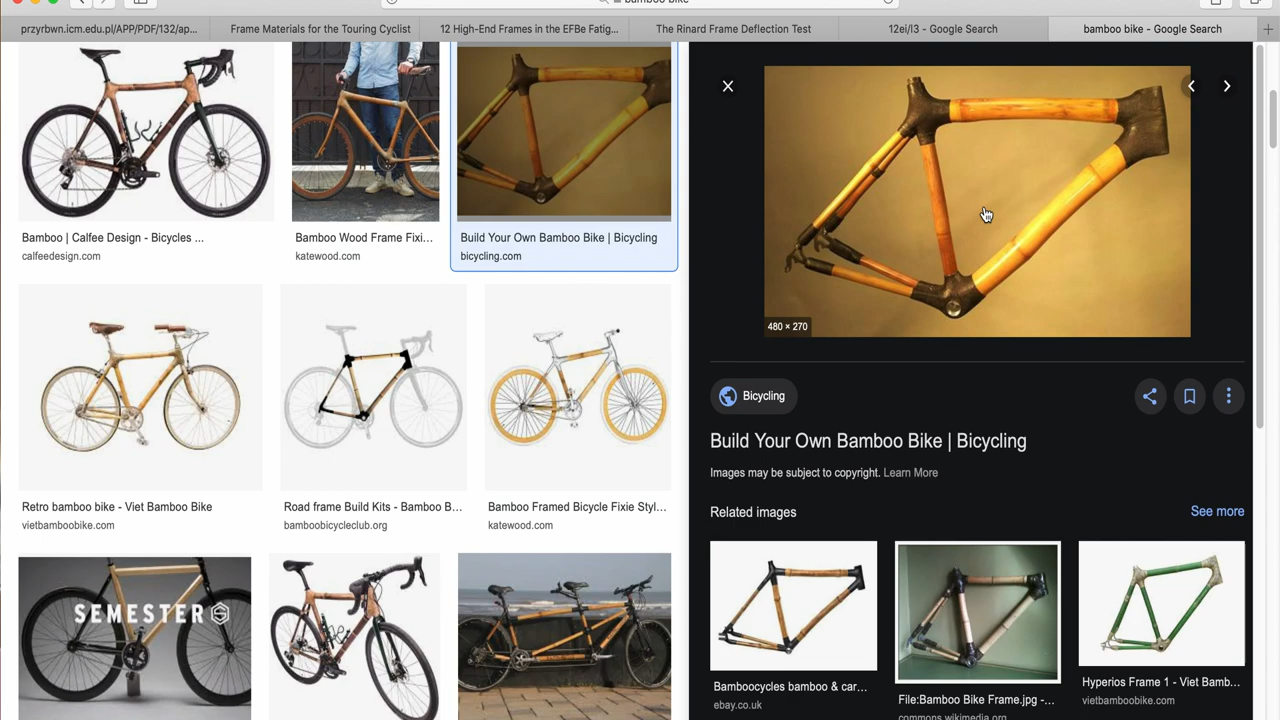 bamboo bike
przyrbwn.icm.edu.pl/APP/PDF/132/ap...
Frame Materials for the Touring Cyclist
12 High-End Frames in the EFBe Fatig...
The Rinard Frame Deflection Test
12ei/l3 - Google Search
bamboo bike - Google Search
Bamboo | Calfee Design - Bicycles ...
calfeedesign.com
Bamboo Wood Frame Fixi...
katewood.com
Build Your Own Bamboo Bike | Bicycling
bicycling.com
Retro bamboo bike - Viet Bamboo Bike
vietbamboobike.com
Road frame Build Kits - Bamboo B...
bamboobicycleclub.org
Bamboo Framed Bicycle Fixie Styl...
katewood.com
SEMESTER S
480 × 270
Bicycling
Build Your Own Bamboo Bike | Bicycling
Images may be subject to copyright. Learn More
Related images
See more
Bamboocycles bamboo & car...
ebay.co.uk
File:Bamboo Bike Frame.jpg -...
commons.wikimedia.org
Hyperios Frame 1 - Viet Bamb...
vietbamboobike.com